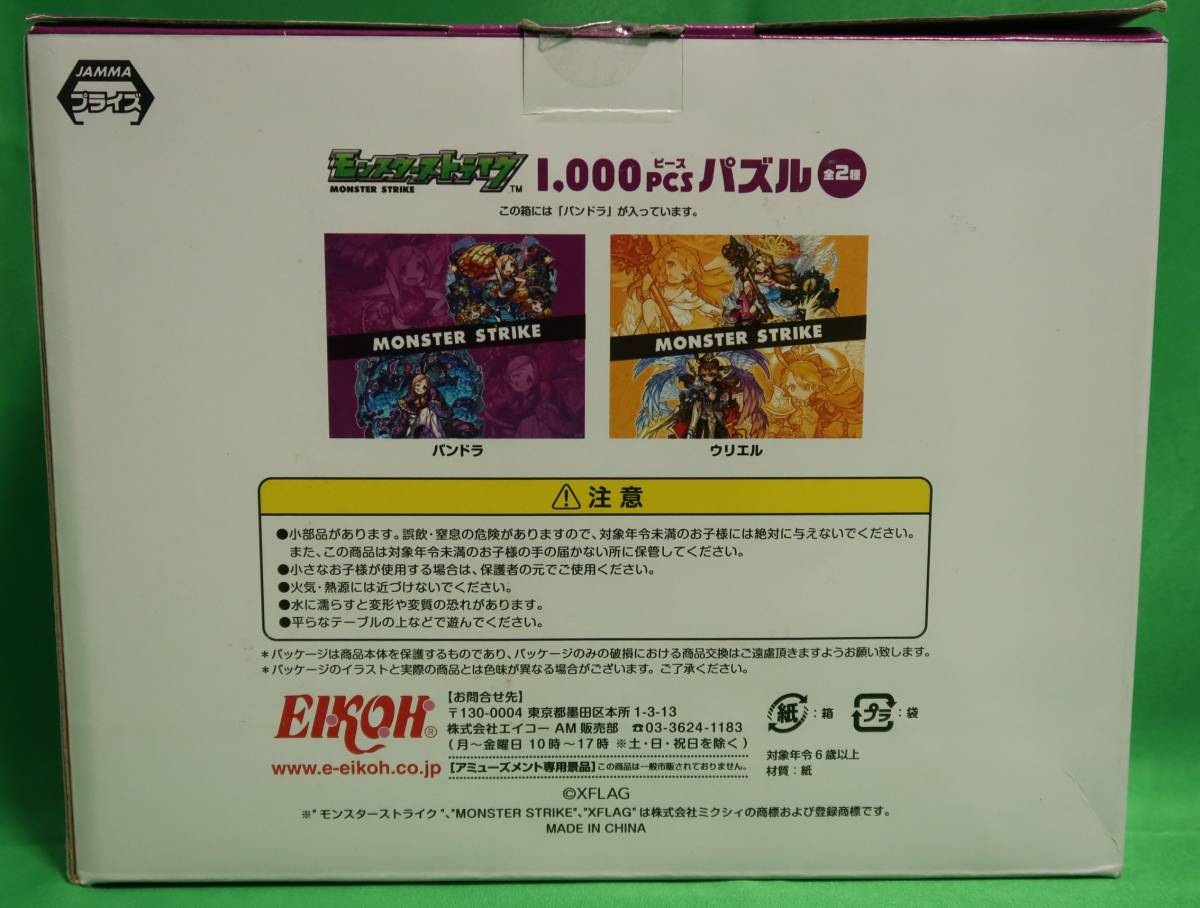 JAMMA
プライズ
モンスターストライク™
MONSTER STRIKE
1,000PCS ピース パズル 全2種
この箱には「パンドラ」が入っています。
MONSTER STRIKE
MONSTER STRIKE
パンドラ
ウリエル
注意
●小部品があります。誤飲・窒息の危険がありますので、対象年令未満のお子様には絶対に与えないでください。
また、この商品は対象年令未満のお子様の手の届かない所に保管してください。
●小さなお子様が使用する場合は、保護者の元でご使用ください。
●火気・熱源には近づけないでください。
●水に濡らすと変形や変質の恐れがあります。
●平らなテーブルの上などで遊んでください。
*パッケージは商品本体を保護するものであり、パッケージのみの破損における商品交換はご遠慮頂きますようお願い致します。
*パッケージのイラストと実際の商品とは色味が異なる場合がございます。ご了承ください。
EIKOH®
www.e-eikoh.co.jp
【お問合せ先】
〒130-0004 東京都墨田区本所1-3-13
株式会社エイコー AM販売部 ☎03-3624-1183
(月〜金曜日 10時〜17時 ※土・日・祝日を除く)
【アミューズメント専用景品】この商品は一般市販されておりません。
紙:箱
プラ:袋
対象年令6歳以上
材質:紙
©XFLAG
※"モンスターストライク"、"MONSTER STRIKE"、"XFLAG"は株式会社ミクシィの商標および登録商標です。
MADE IN CHINA